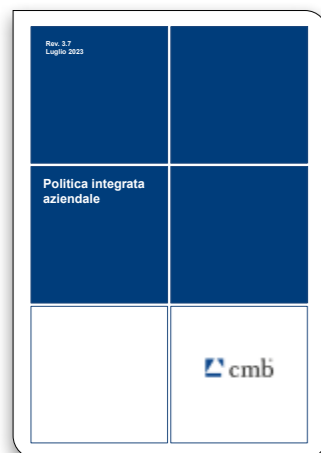 Rev. 3.7
Luglio 2023
Politica integrata
aziendale
cmb